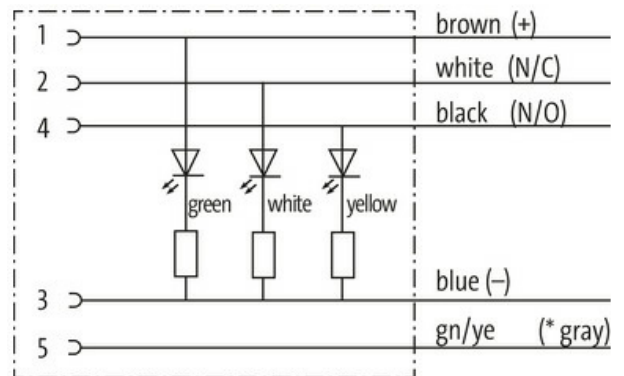 1 brown (+)
2 white (N/C)
4 black (N/O)
green white yellow
3 blue (–)
5 gn/ye (* gray)